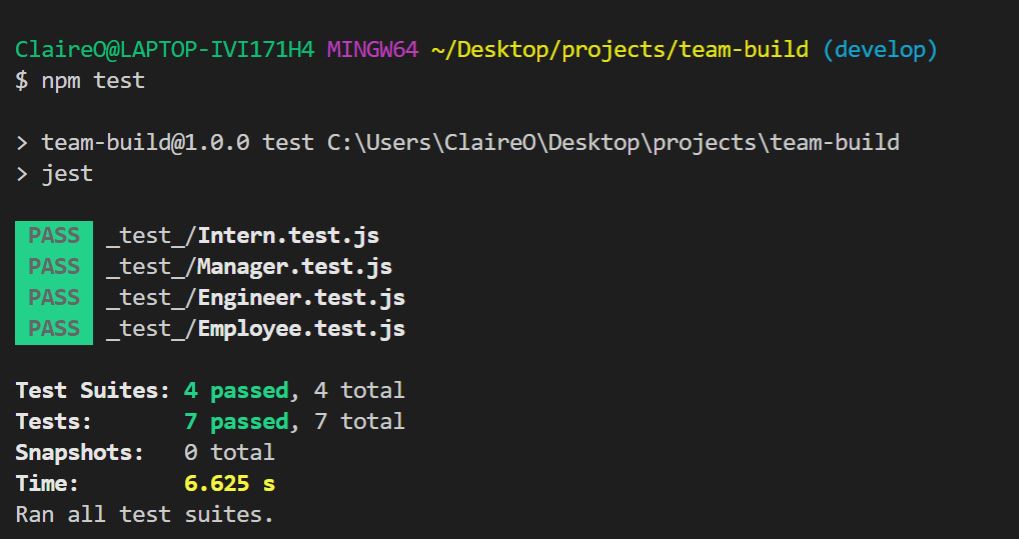 ClaireO@LAPTOP-IVI171H4 MINGW64 ~/Desktop/projects/team-build (develop)
$ npm test
> team-build@1.0.0 test C:\Users\ClaireO\Desktop\projects\team-build
> jest
PASS _test_/Intern.test.js
PASS _test_/Manager.test.js
PASS _test_/Engineer.test.js
PASS _test_/Employee.test.js
Test Suites: 4 passed, 4 total
Tests: 7 passed, 7 total
Snapshots: 0 total
Time: 6.625 s
Ran all test suites.